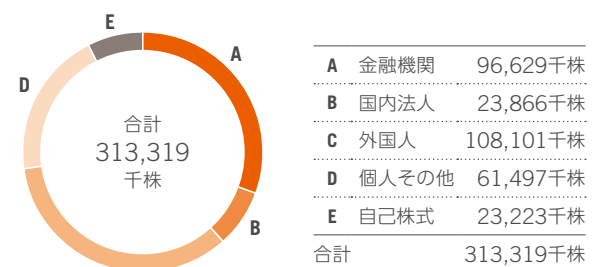 E
A
D
B
合計
313,319
千株
A 金融機関 96,629千株
B 国内法人 23,866千株
C 外国人 108,101千株
D 個人その他 61,497千株
E 自己株式 23,223千株
合計 313,319千株